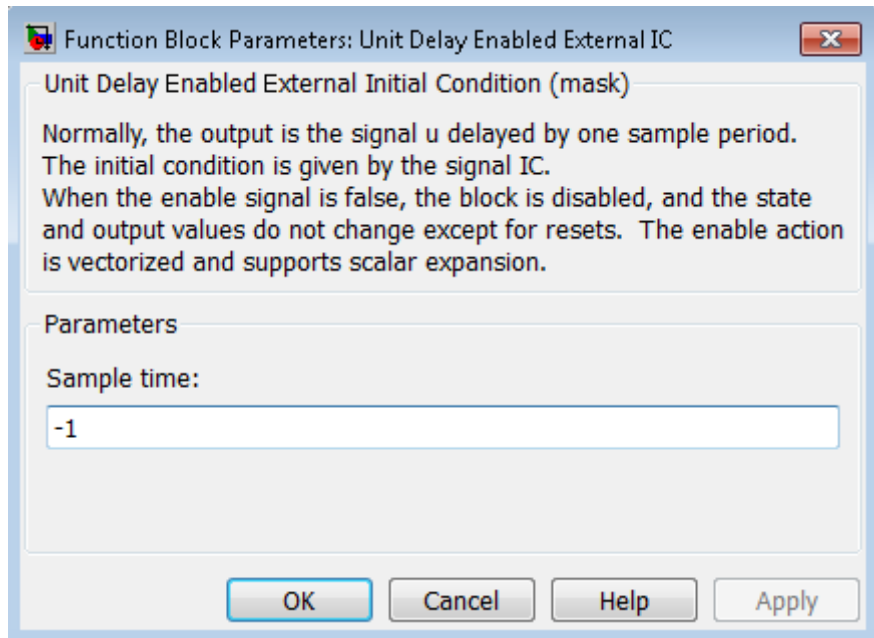 Function Block Parameters: Unit Delay Enabled External IC
Unit Delay Enabled External Initial Condition (mask)
Normally, the output is the signal u delayed by one sample period.
The initial condition is given by the signal IC.
When the enable signal is false, the block is disabled, and the state
and output values do not change except for resets.  The enable action
is vectorized and supports scalar expansion.
Parameters
Sample time:
-1
OK Cancel Help Apply